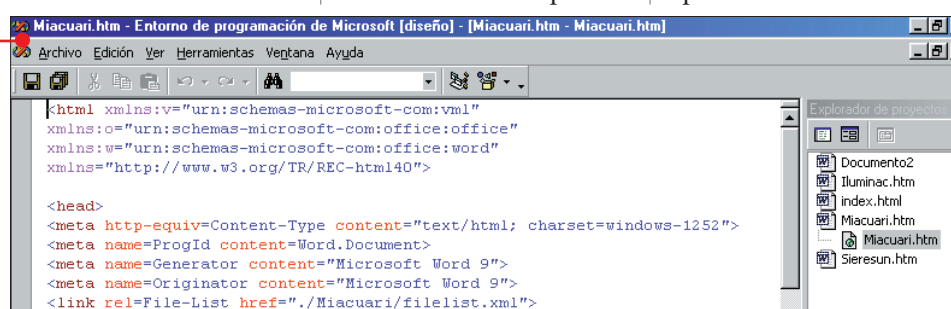 Miacuari.htm - Entorno de programación de Microsoft [diseño] - [Miacuari.htm - Miacuari.htm]
Archivo Edición Ver Herramientas Ventana Ayuda
<html xmlns:v="urn:schemas-microsoft-com:vml"
xmlns:o="urn:schemas-microsoft-com:office:office"
xmlns:w="urn:schemas-microsoft-com:office:word"
xmlns="http://www.w3.org/TR/REC-html40">
<head>
<meta http-equiv=Content-Type content="text/html; charset=windows-1252">
<meta name=ProgId content=Word.Document>
<meta name=Generator content="Microsoft Word 9">
<meta name=Originator content="Microsoft Word 9">
<link rel=File-List href="./Miacuari/filelist.xml">
Explorador de proyectos
Documento2
Iluminac.htm
index.html
Miacuari.htm
Miacuari.htm
Sieresun.htm